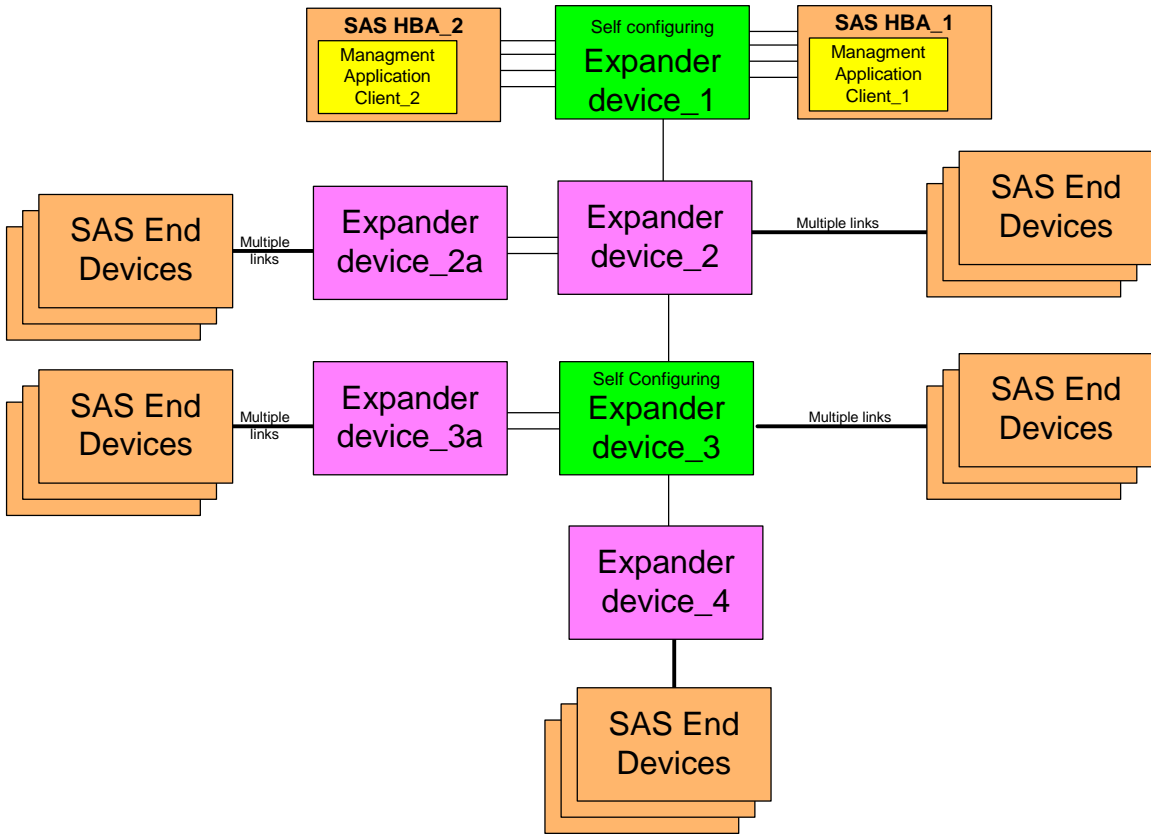 SAS HBA_2
Managment
Application
Client_2
Self configuring
Expander
device_1
SAS HBA_1
Managment
Application
Client_1
SAS End
Devices
Multiple
links
Expander
device_2a
Expander
device_2
Multiple links
SAS End
Devices
SAS End
Devices
Multiple
links
Expander
device_3a
Self Configuring
Expander
device_3
Multiple links
SAS End
Devices
Expander
device_4
SAS End
Devices